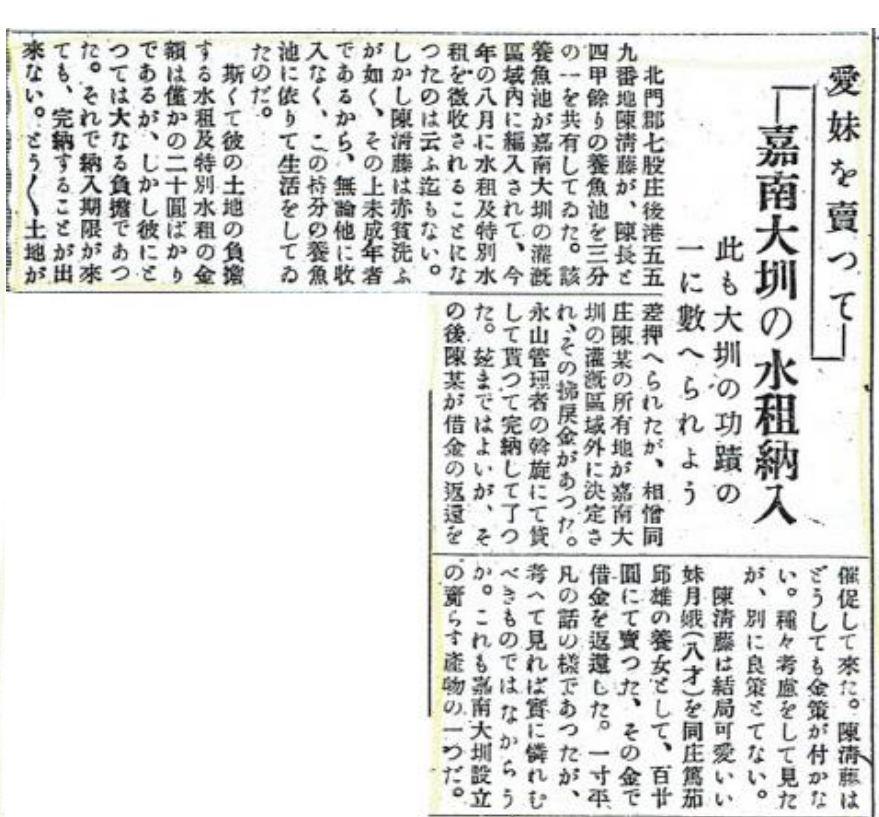 愛妹を賣つて
嘉南大圳の水租納入
此も大圳の功蹟の
一に數へられよう
北門郡七股庄後港五五
九番地陳清藤が、陳長と
四甲餘りの養魚池を三分
の一を共有してゐた。該
養魚池が嘉南大圳の灌漑
區域內に編入されて、今
年の八月に水租及特別水
租を徵收されることにな
つたのは云ふ迄もない。
しかし陳清藤は赤貧洗ふ
が如く、その上未成年者
であるから、無論他に收
入なく、この持分の養魚
池に依りて生活をしてゐ
たのだ。
斯くて彼の土地の負擔
する水租及特別水租の金
額は僅かの二十圓ばかり
であるが、しかし彼にと
つては大なる負擔であつ
た。それで納入期限が來
ても、完納することが出
來ない。とう〱土地が
差押へられたが、相憎同
庄陳某の所有地が嘉南大
圳の灌漑區域外に決定さ
れ、その拂戾金があつた。
永山管理者の斡旋にて貸
して貰つて完納して了つ
た。玆まではよいが、そ
の後陳某が借金の返還を
催促して來た。陳清藤は
どうしても金策が付かな
い。種々考慮をして見た
が、別に良策とてない。
陳清藤は結局可愛いい
妹月娥(八才)を同庄篤茄
邱雄の養女として、百廿
圓にて賣つた、その金で
借金を返還した。一寸平
凡の話の樣であつたが、
考へて見れば實に憐れむ
べきものではなからう
か。これも嘉南大圳設立
の齎らす產物の一つだ。